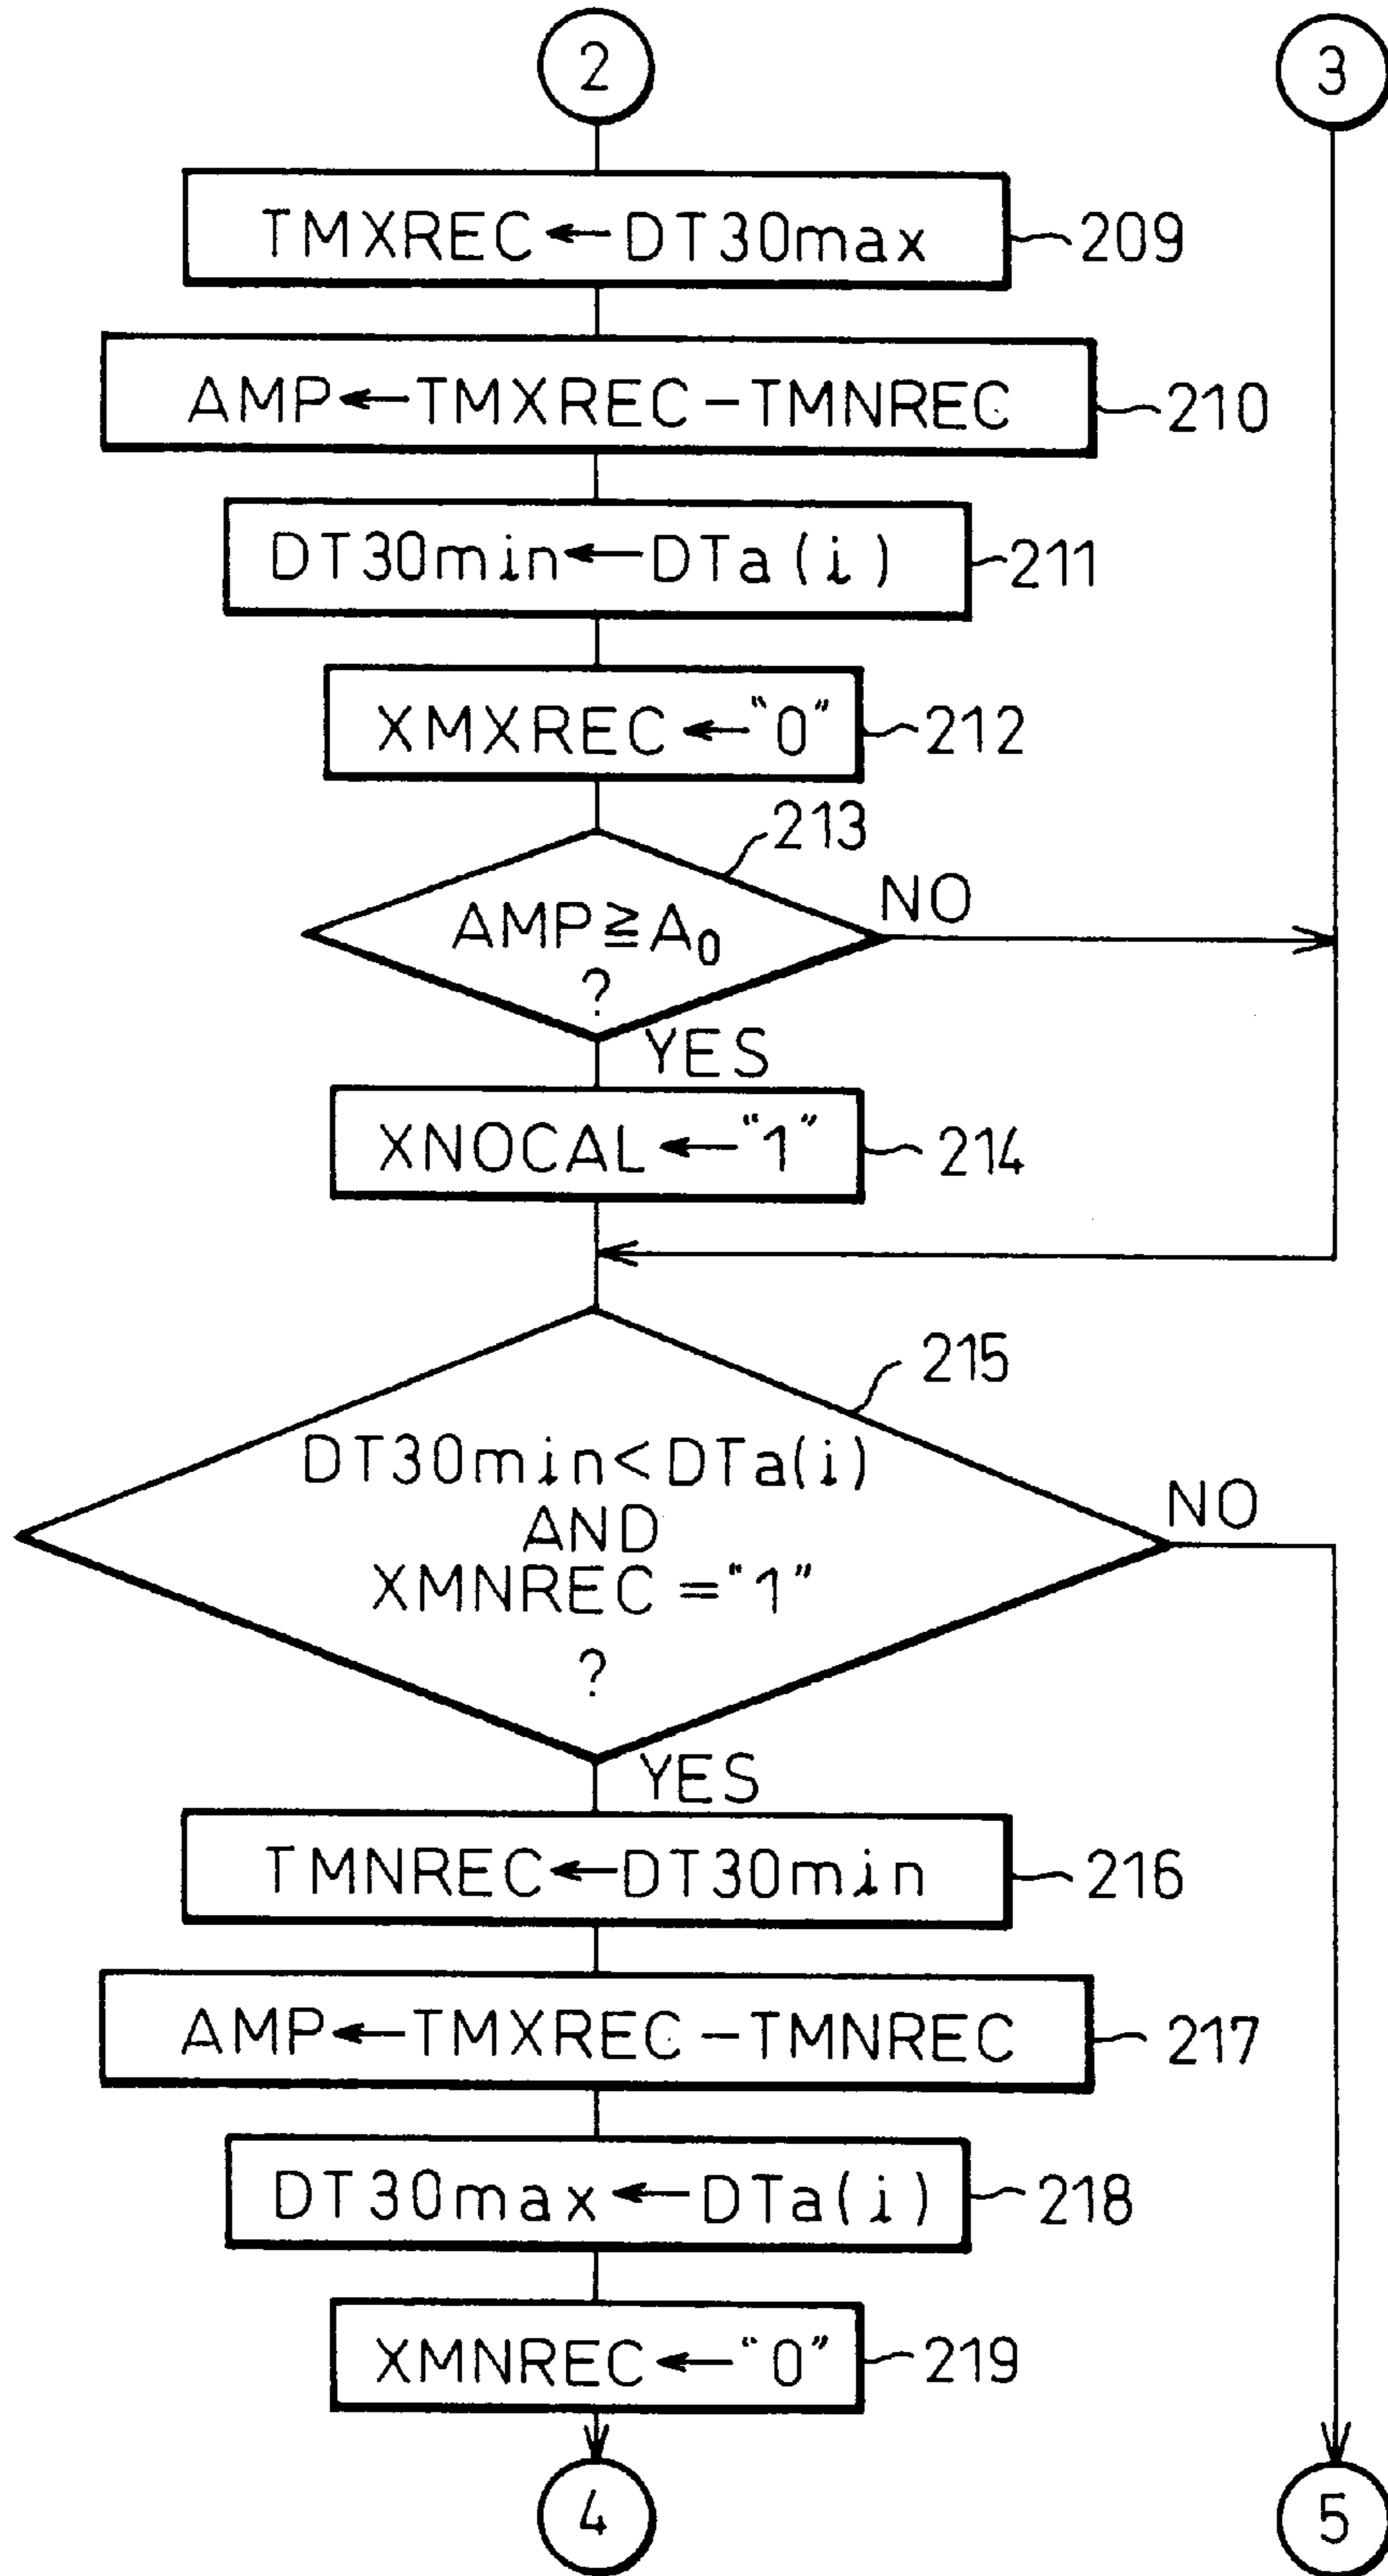 2
3
TMXREC←DT30max
209
AMP←TMXREC-TMNREC
210
DT30min←DTa(i)
211
XMXREC←"0"
212
213
AMP≧A₀
?
NO
YES
XNOCAL←"1"
214
215
DT30min<DTa(i)
AND
XMNREC="1"
?
NO
YES
TMNREC←DT30min
216
AMP←TMXREC-TMNREC
217
DT30max←DTa(i)
218
XMNREC←"0"
219
4
5